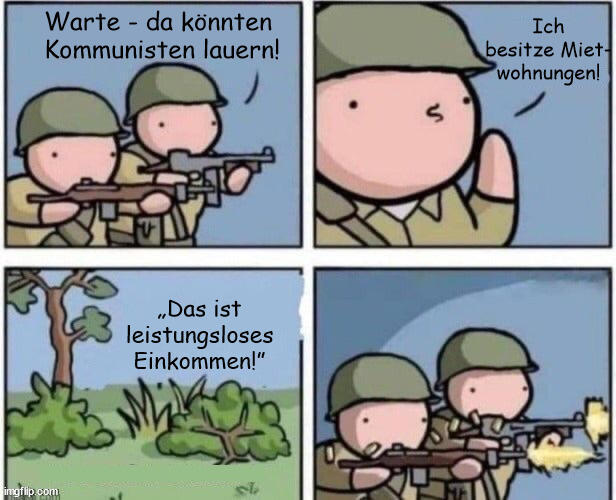 Warte - da könnten
Kommunisten lauern!
Ich
besitze Miet-
wohnungen!
„Das ist
leistungsloses
Einkommen!”
imgflip.com